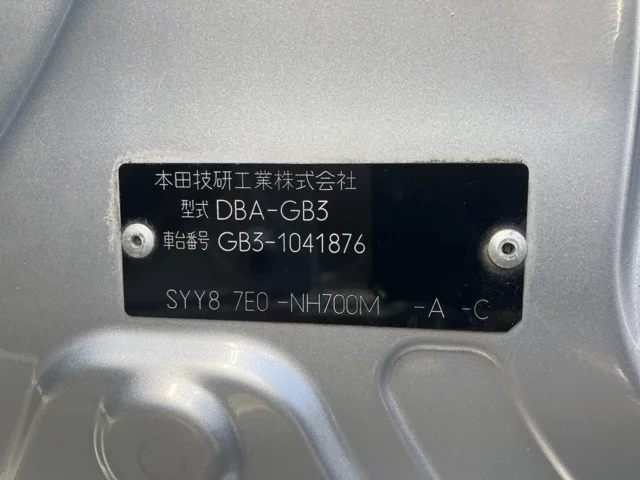 本田技研工業株式会社
型式 DBA-GB3
車台番号 GB3-1041876
SYY8 7E0 -NH700M -A -C